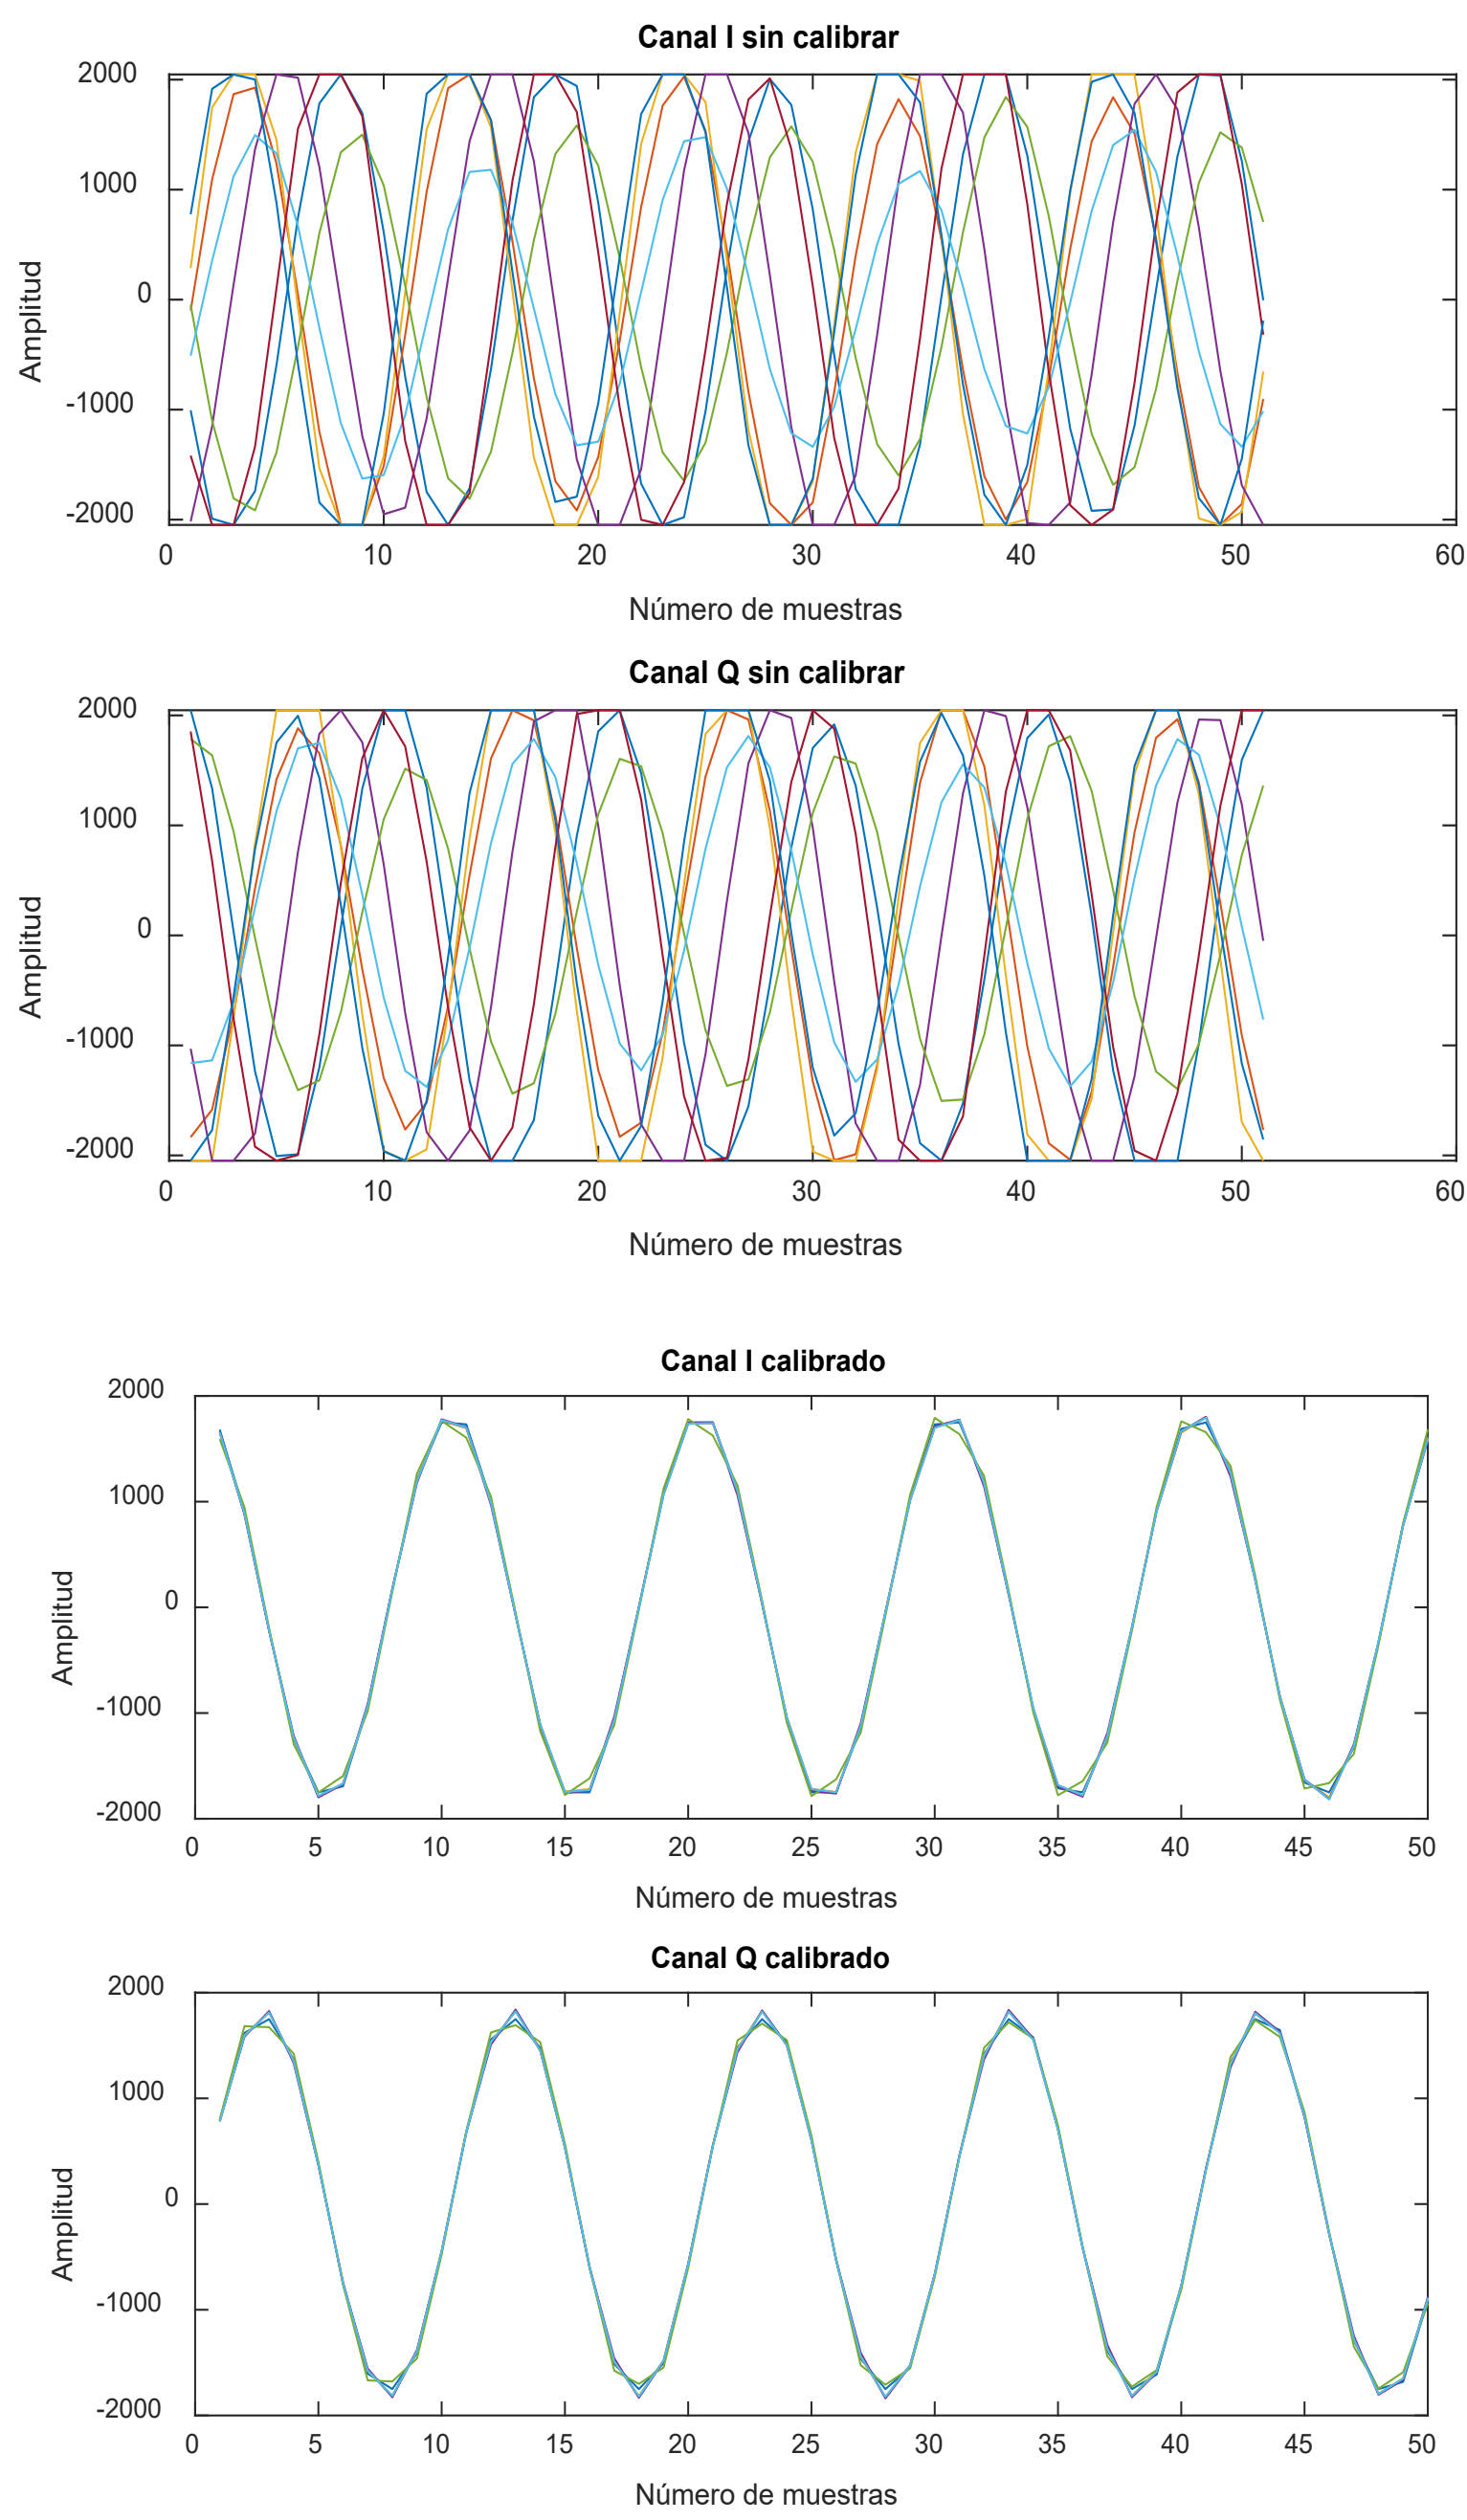 Canal I sin calibrar
2000
1000
0
-1000
-2000
Amplitud
0 10 20 30 40 50 60
Número de muestras
Canal Q sin calibrar
2000
1000
0
-1000
-2000
Amplitud
0 10 20 30 40 50 60
Número de muestras
Canal I calibrado
2000
1000
0
-1000
-2000
Amplitud
0 5 10 15 20 25 30 35 40 45 50
Número de muestras
Canal Q calibrado
2000
1000
0
-1000
-2000
Amplitud
0 5 10 15 20 25 30 35 40 45 50
Número de muestras